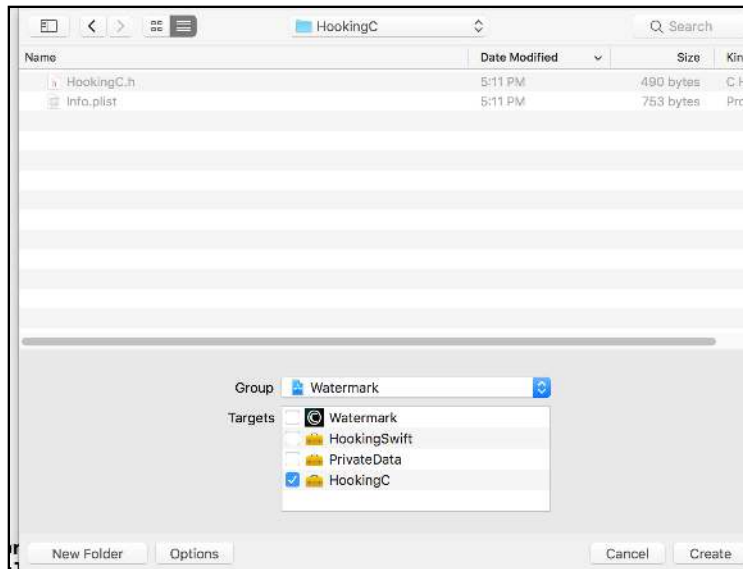 HookingC
Search
Name Date Modified Size
HookingC.h 5:11 PM 490 bytes C
Info.plist 5:11 PM 753 bytes
Group Watermark
Targets Watermark
HookingSwift
PrivateData
HookingC
New Folder Options Cancel Create